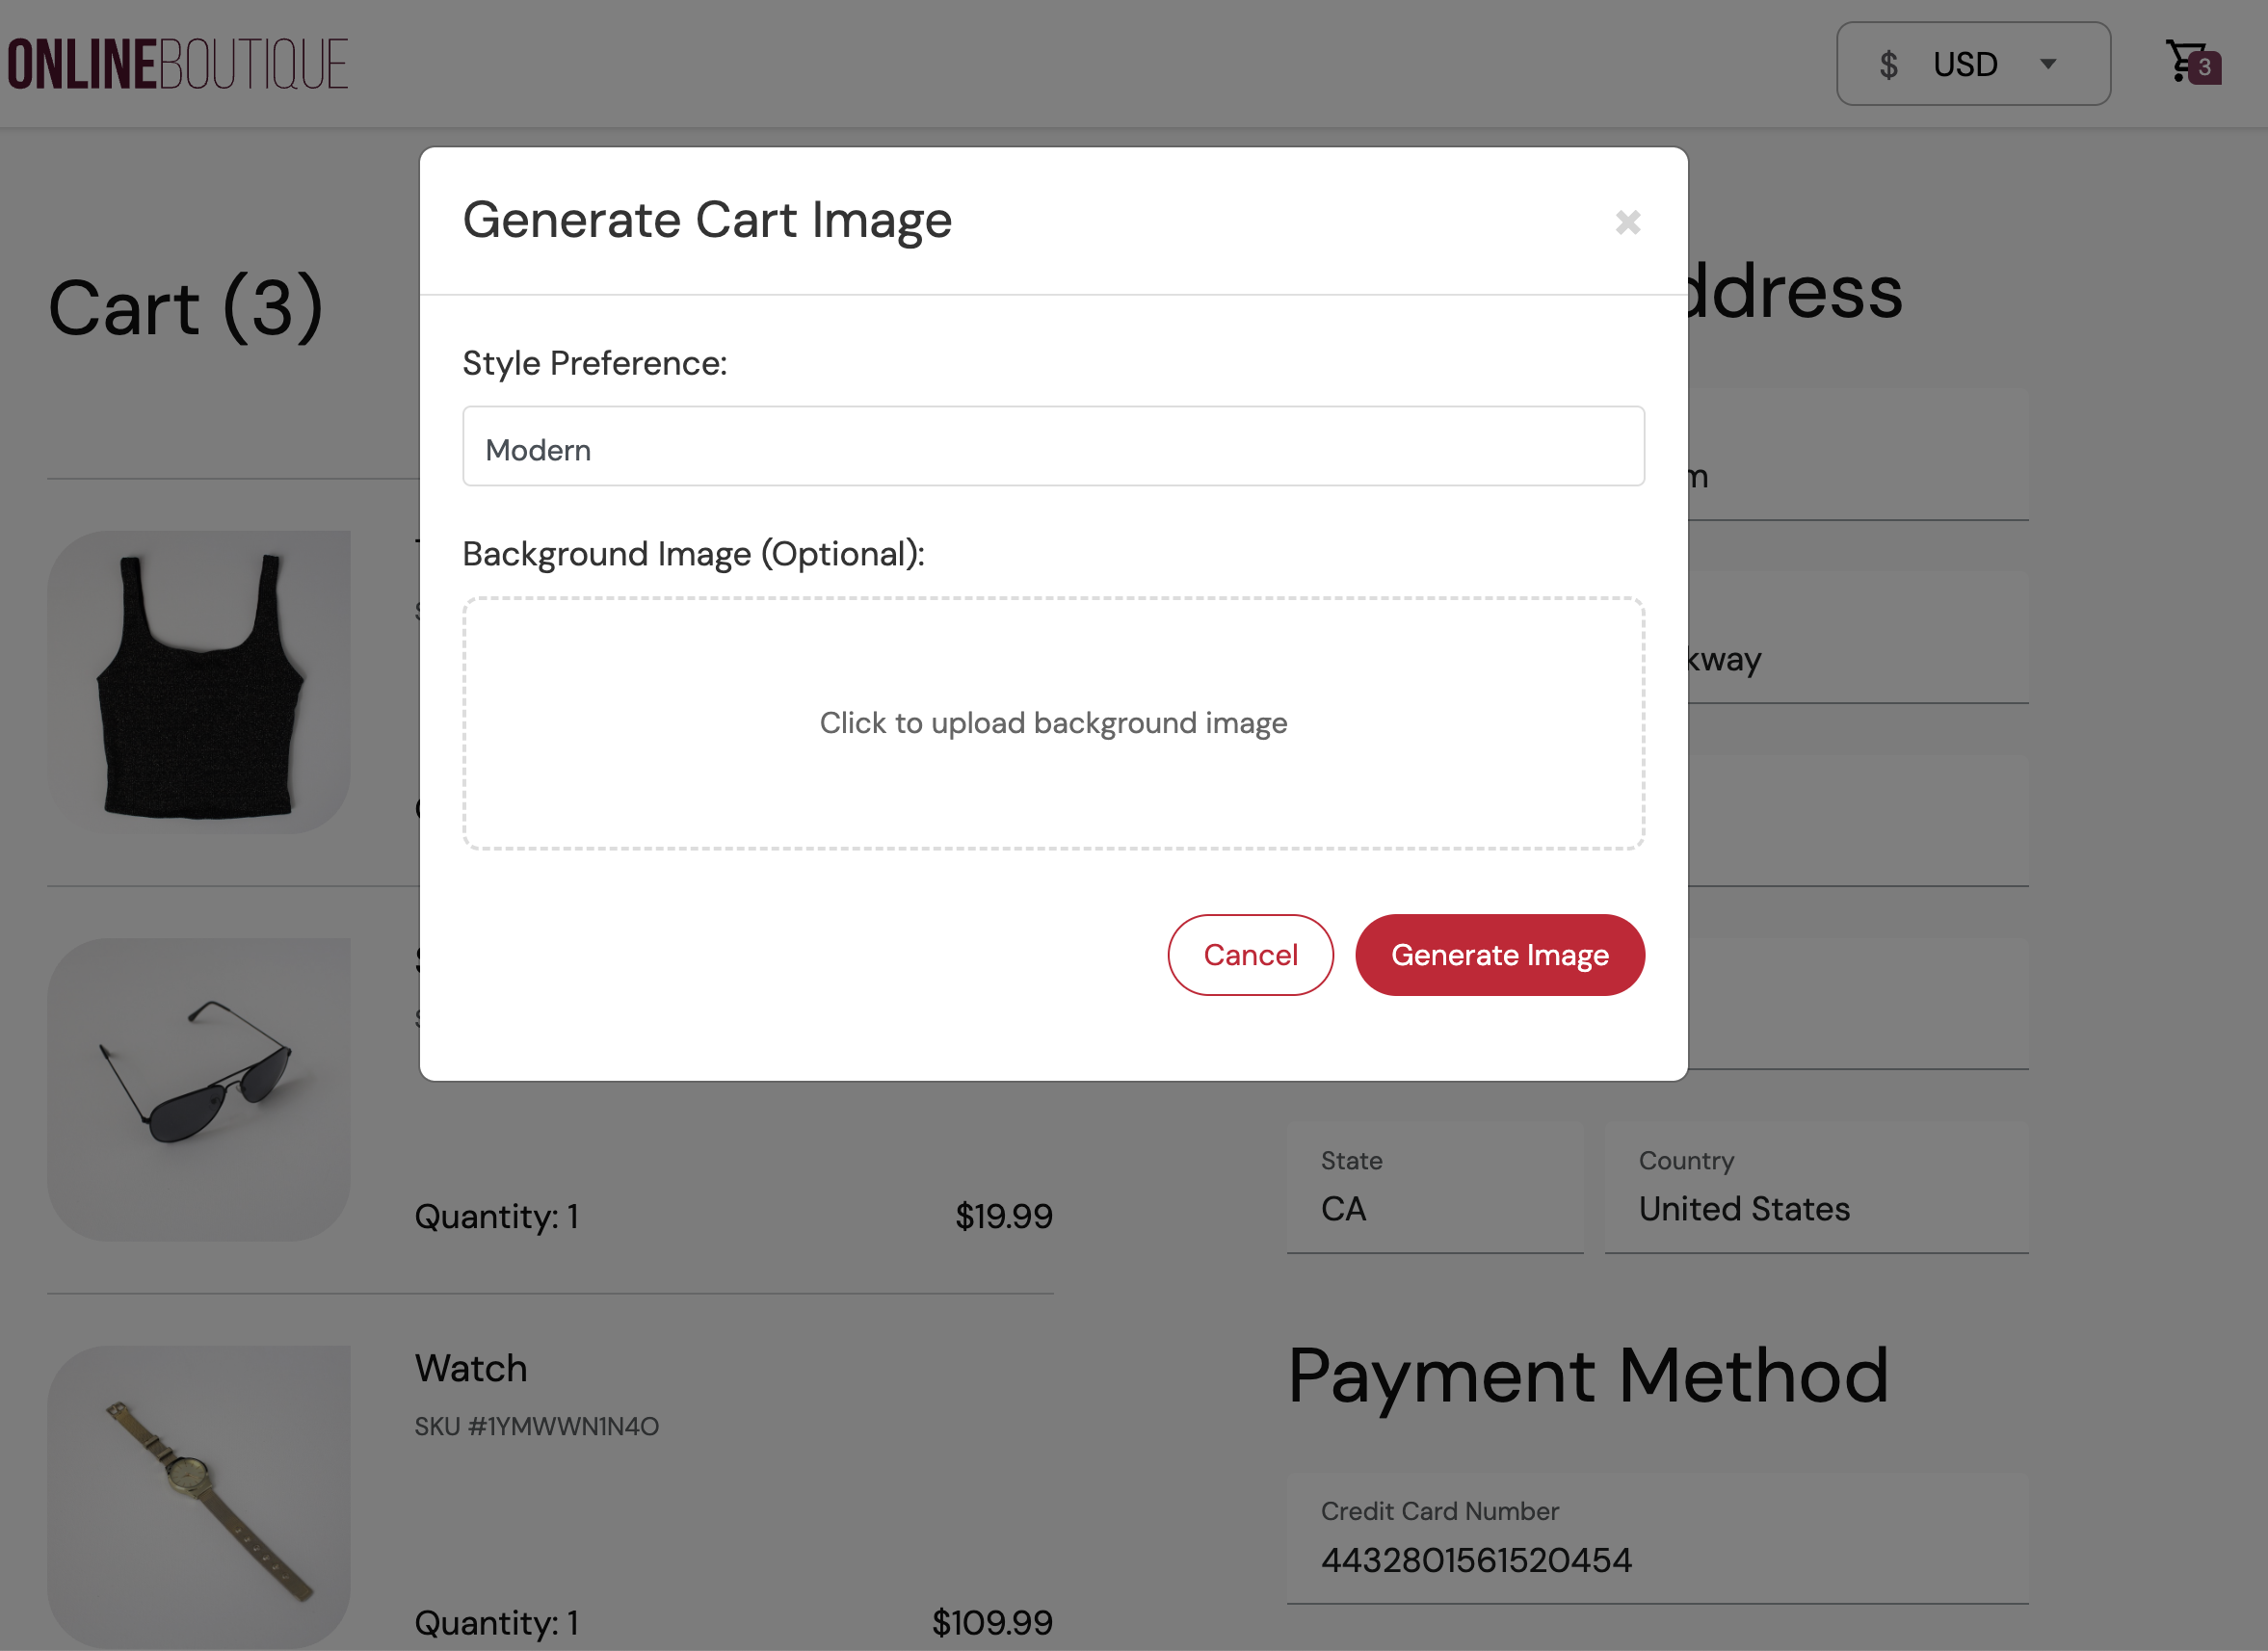 ONLINEBOUTIQUE
$ USD
3
Generate Cart Image
Cart (3)
Style Preference:
Modern
Background Image (Optional):
Click to upload background image
Cancel
Generate Image
Quantity: 1
$19.99
State
CA
Country
United States
Watch
SKU #1YMWWN1N4O
Quantity: 1
$109.99
Payment Method
Credit Card Number
4432801561520454